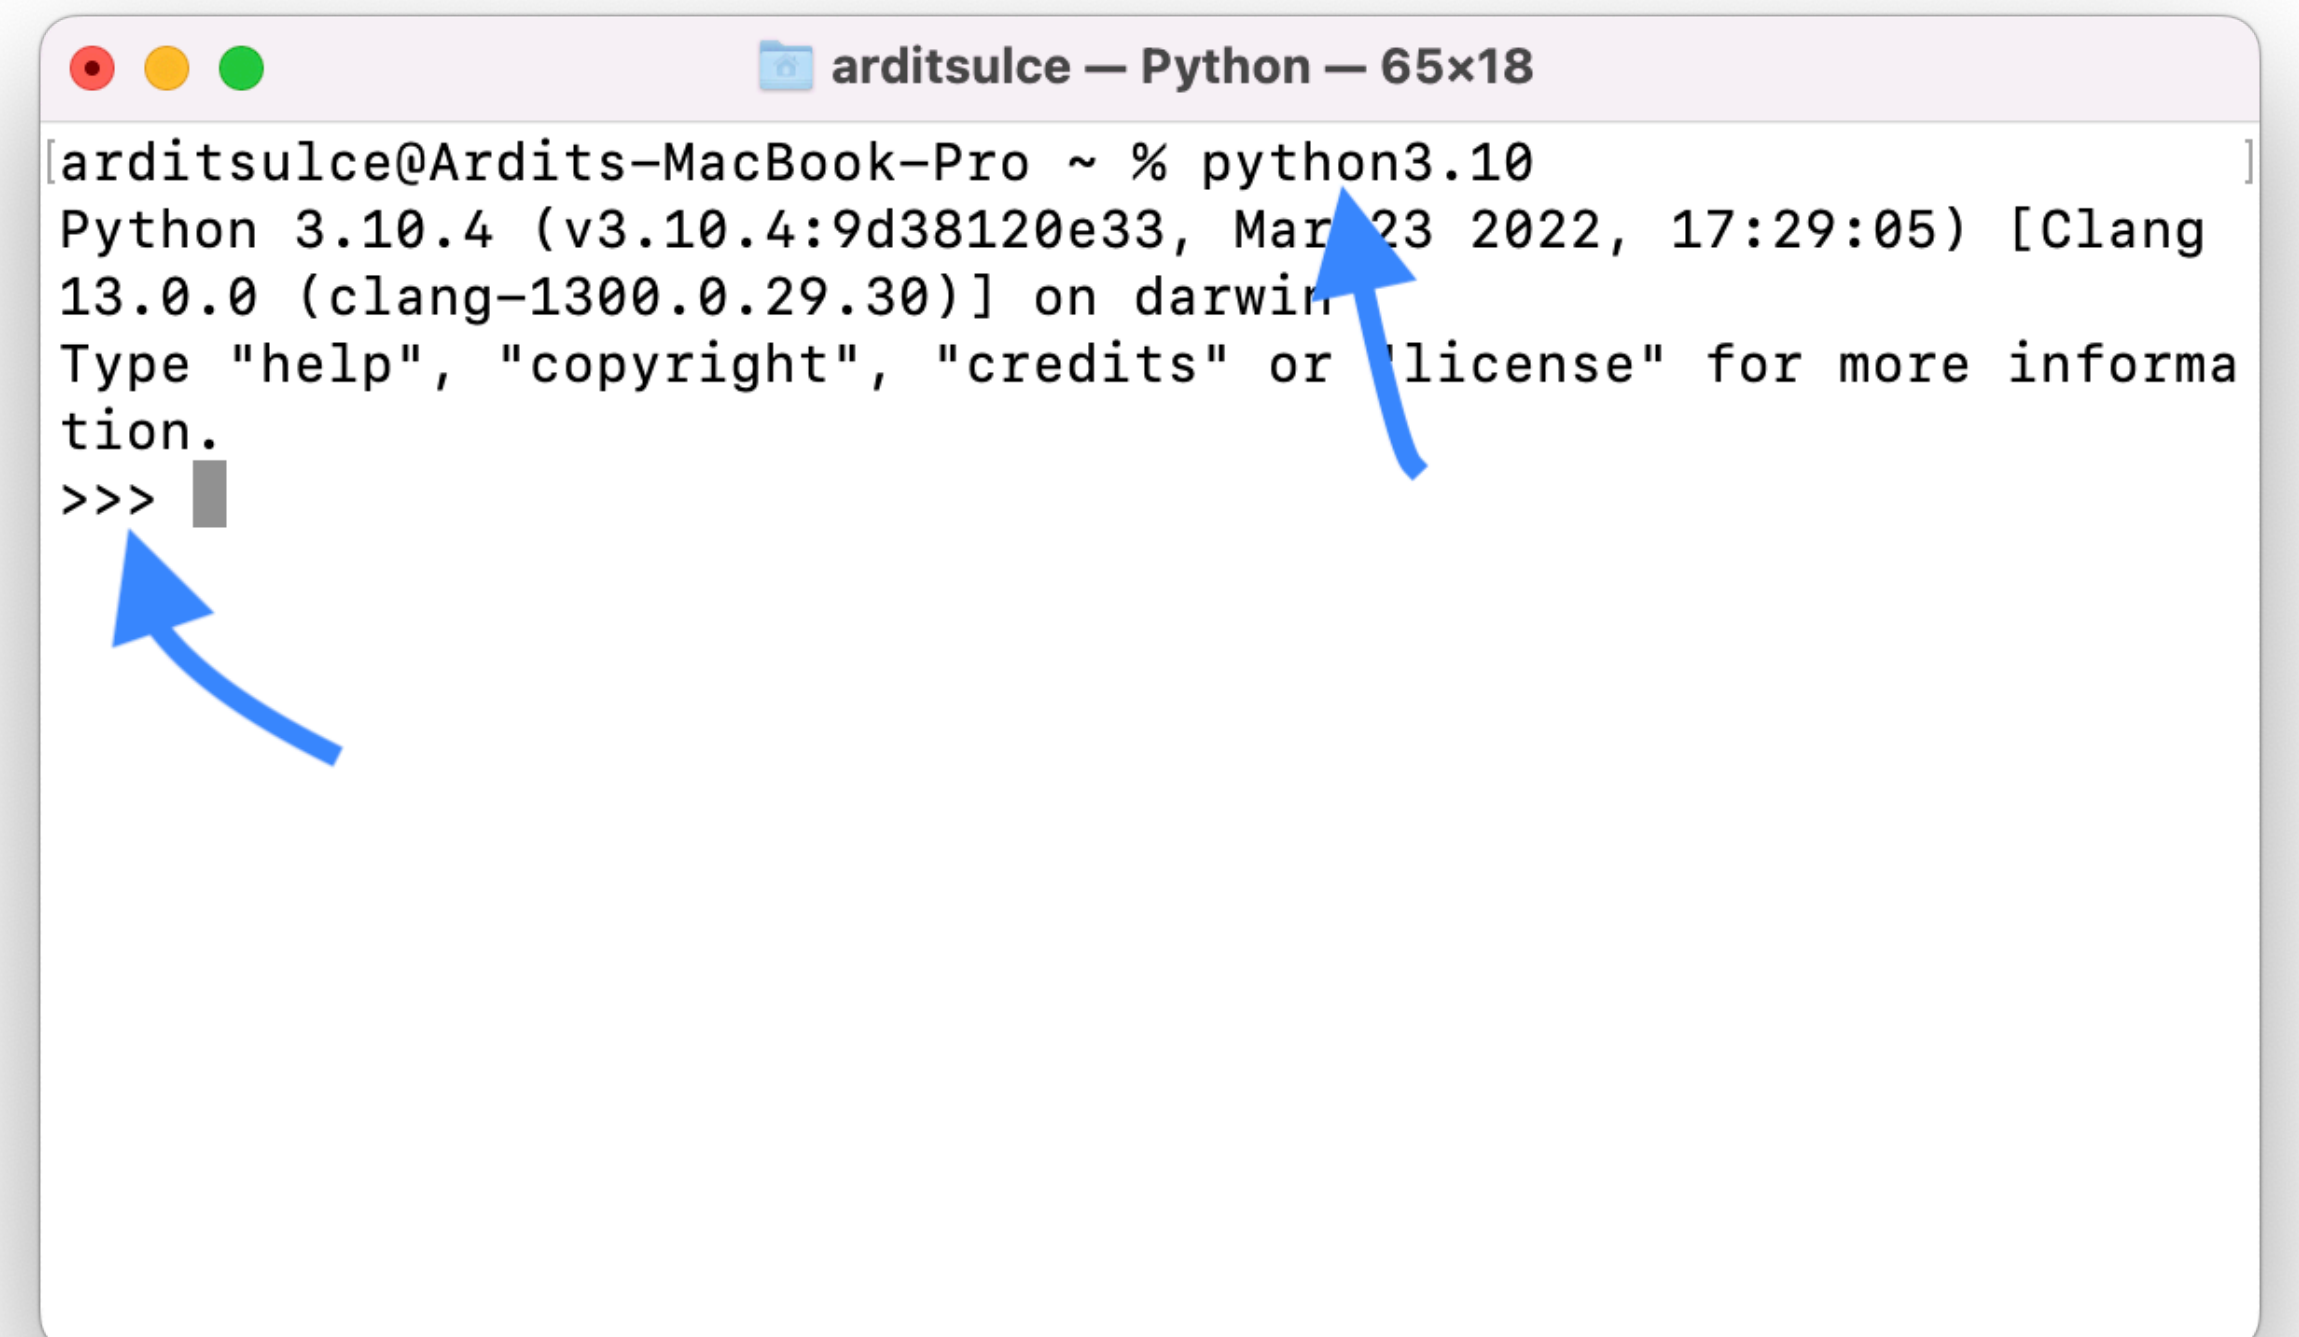 arditsulce — Python — 65×18
[arditsulce@Ardits-MacBook-Pro ~ % python3.10 ]
Python 3.10.4 (v3.10.4:9d38120e33, Mar 23 2022, 17:29:05) [Clang
13.0.0 (clang-1300.0.29.30)] on darwin
Type "help", "copyright", "credits" or "license" for more informa
tion.
>>>